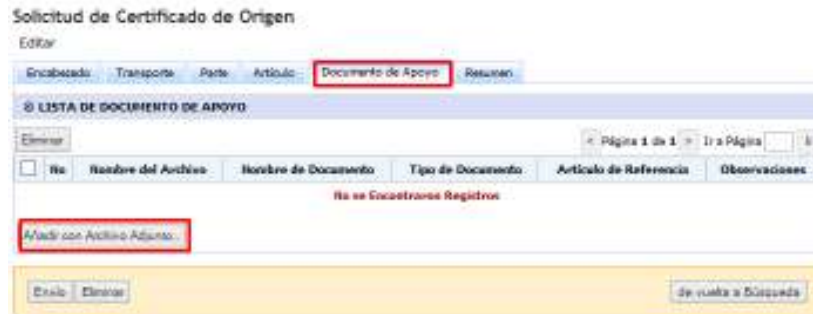 Solicitud de Certificado de Origen
Editar
Encabezado Transporte Parte Artículo Documento de Apoyo Resumen
LISTA DE DOCUMENTO DE APOYO
Eliminar < Página 1 de 1 > Ir a Página
No Nombre del Archivo Nombre de Documento Tipo de Documento Artículo de Referencia Observaciones
No se Encontraron Registros
Añadir con Archivo Adjunto...
Envío Eliminar de vuelta a Búsqueda